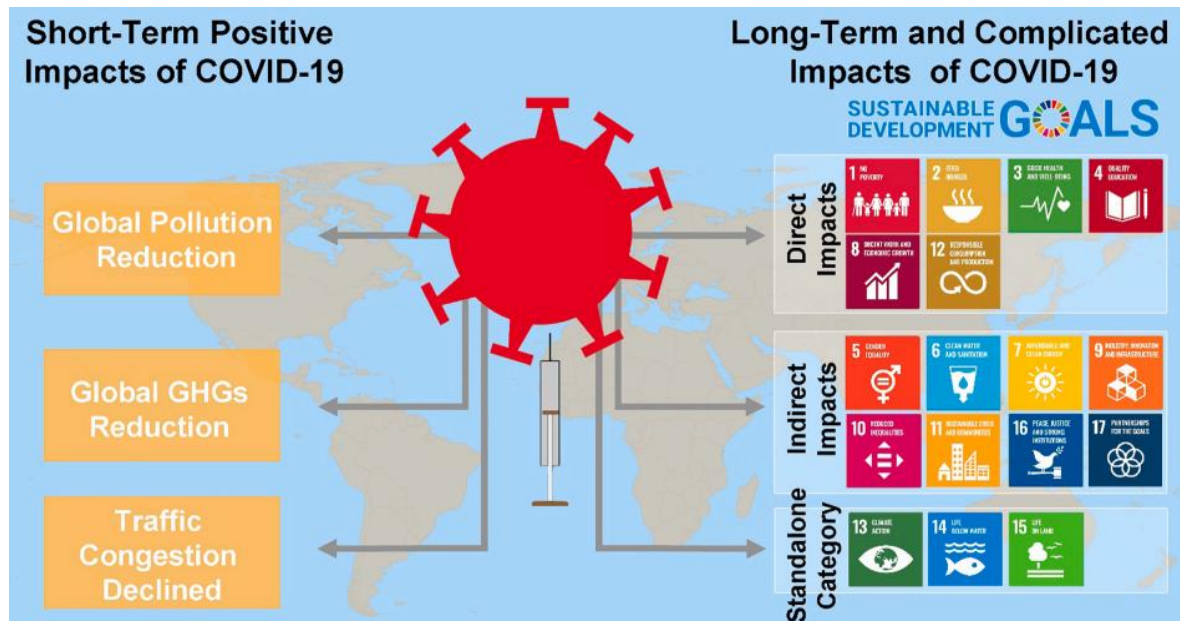 Short-Term Positive
Impacts of COVID-19
Global Pollution
Reduction
Global GHGs
Reduction
Traffic
Congestion
Declined
Long-Term and Complicated
Impacts of COVID-19
SUSTAINABLE
DEVELOPMENT
GOALS
Direct
Impacts
1 NO
POVERTY
2 ZERO
HUNGER
3 GOOD HEALTH
AND WELL-BEING
4 QUALITY
EDUCATION
8 DECENT WORK AND
ECONOMIC GROWTH
12 RESPONSIBLE
CONSUMPTION
AND PRODUCTION
Indirect
Impacts
5 GENDER
EQUALITY
6 CLEAN WATER
AND SANITATION
7 AFFORDABLE AND
CLEAN ENERGY
9 INDUSTRY, INNOVATION
AND INFRASTRUCTURE
10 REDUCED
INEQUALITIES
11 SUSTAINABLE CITIES
AND COMMUNITIES
16 PEACE, JUSTICE
AND STRONG
INSTITUTIONS
17 PARTNERSHIPS
FOR THE GOALS
Standalone
Category
13 CLIMATE
ACTION
14 LIFE
BELOW WATER
15 LIFE
ON LAND